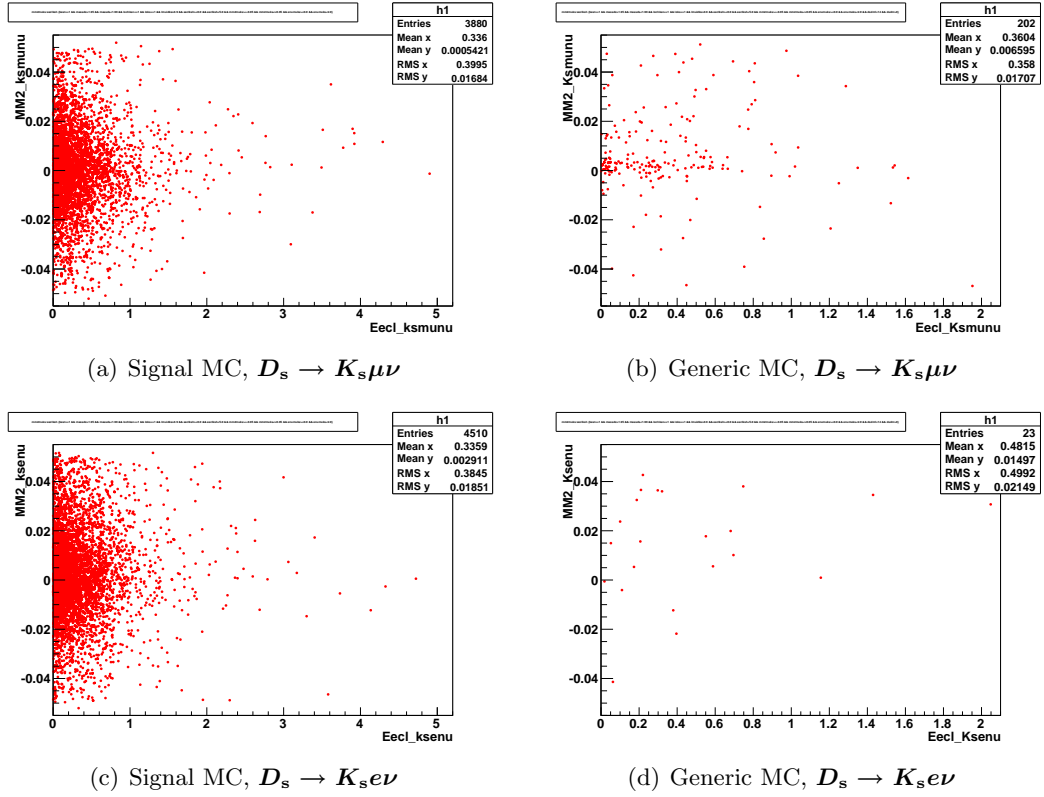 h1
Entries 3880
Mean x 0.336
Mean y 0.0005421
RMS x 0.3995
RMS y 0.01684
MM2_ksmunu
0.04
0.02
0
-0.02
-0.04
0 1 2 3 4 5
Eecl_ksmunu
(a) Signal MC, Ds → Ksμν
h1
Entries 202
Mean x 0.3604
Mean y 0.006595
RMS x 0.358
RMS y 0.01707
MM2_Ksmunu
0.04
0.02
0
-0.02
-0.04
0 0.2 0.4 0.6 0.8 1 1.2 1.4 1.6 1.8 2
Eecl_Ksmunu
(b) Generic MC, Ds → Ksμν
h1
Entries 4510
Mean x 0.3359
Mean y 0.002911
RMS x 0.3845
RMS y 0.01851
MM2_ksenu
0.04
0.02
0
-0.02
-0.04
0 1 2 3 4 5
Eecl_ksenu
(c) Signal MC, Ds → Kseν
h1
Entries 23
Mean x 0.4815
Mean y 0.01497
RMS x 0.4992
RMS y 0.02149
MM2_Ksenu
0.04
0.02
0
-0.02
-0.04
0 0.2 0.4 0.6 0.8 1 1.2 1.4 1.6 1.8 2
Eecl_Ksenu
(d) Generic MC, Ds → Kseν